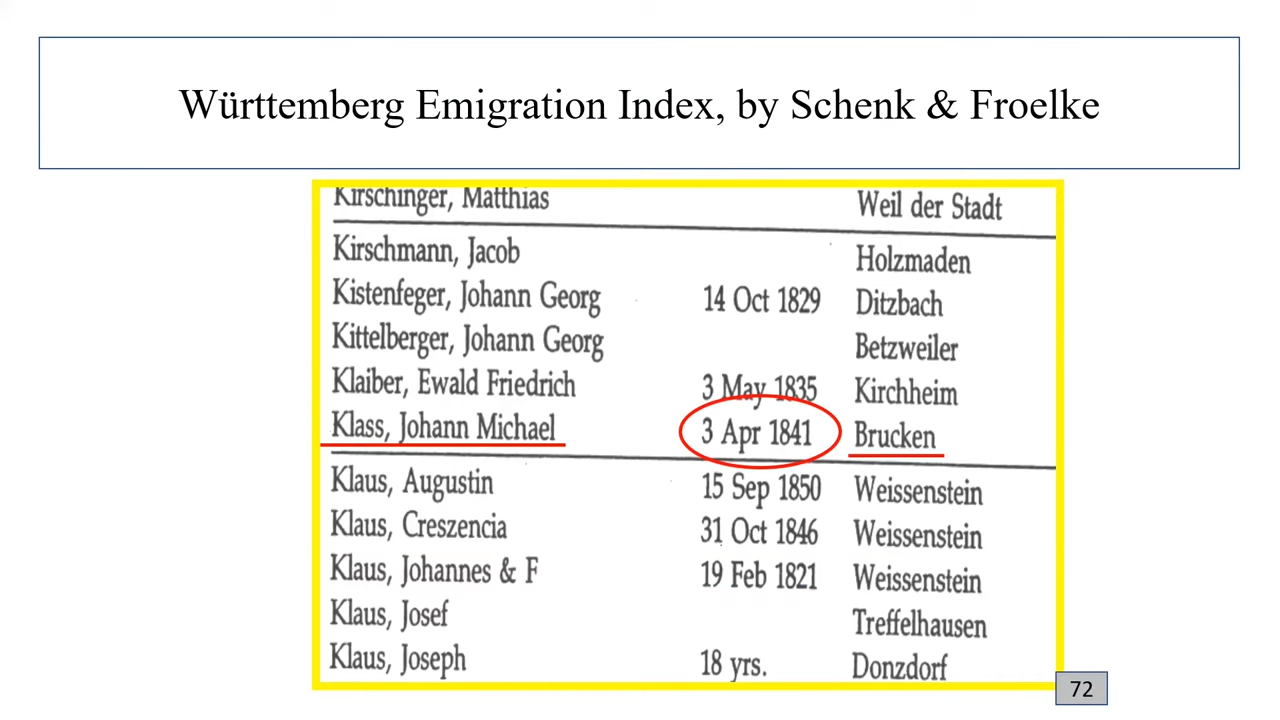 Württemberg Emigration Index, by Schenk & Froelke
Kirschinger, Matthias Weil der Stadt
Kirschmann, Jacob Holzmaden
Kistenfeger, Johann Georg 14 Oct 1829 Ditzbach
Kittelberger, Johann Georg Betzweiler
Klaiber, Ewald Friedrich 3 May 1835 Kirchheim
Klass, Johann Michael 3 Apr 1841 Brucken
Klaus, Augustin 15 Sep 1850 Weissenstein
Klaus, Creszencia 31 Oct 1846 Weissenstein
Klaus, Johannes & F 19 Feb 1821 Weissenstein
Klaus, Josef Treffelhausen
Klaus, Joseph 18 yrs. Donzdorf
72